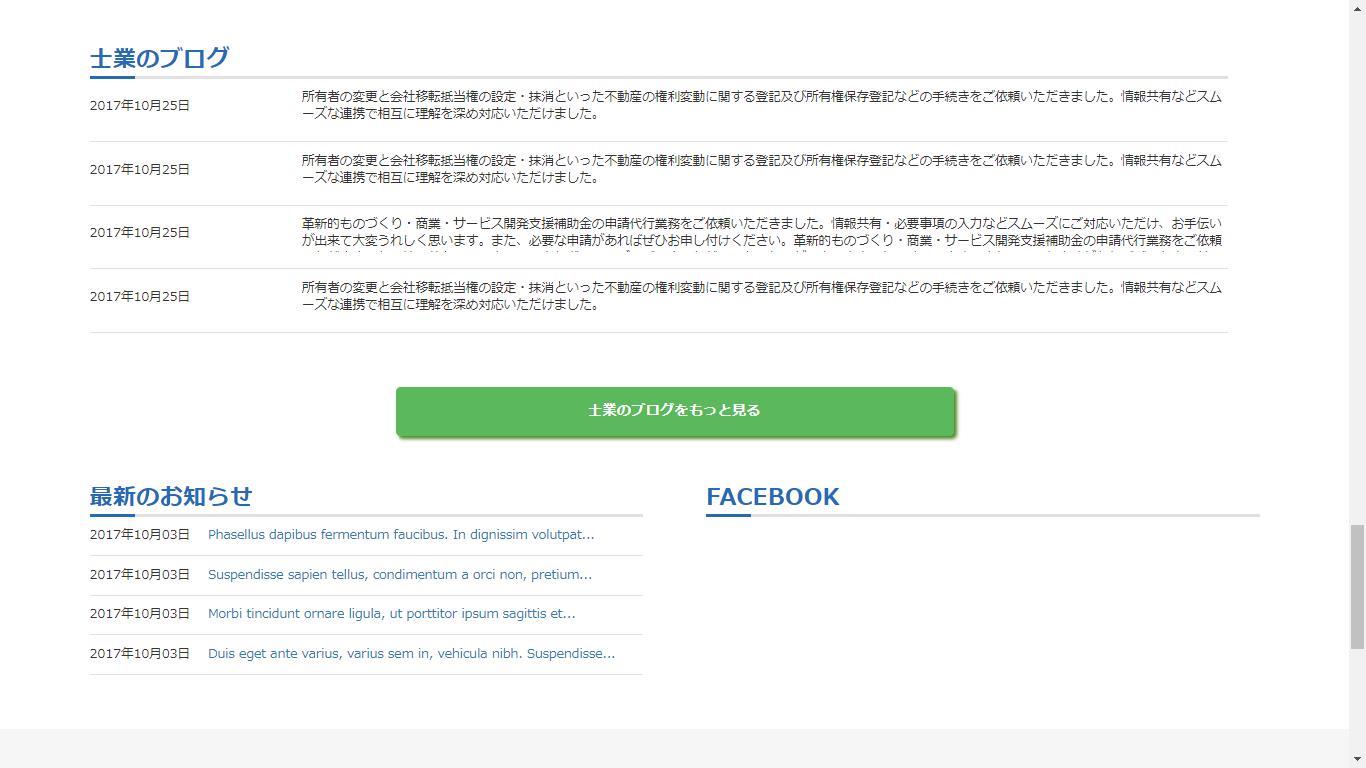 士業のブログ
2017年10月25日
所有者の変更と会社移転抵当権の設定・抹消といった不動産の権利変動に関する登記及び所有権保存登記などの手続きをご依頼いただきました。情報共有などスム
ーズな連携で相互に理解を深め対応いただけました。
2017年10月25日
所有者の変更と会社移転抵当権の設定・抹消といった不動産の権利変動に関する登記及び所有権保存登記などの手続きをご依頼いただきました。情報共有などスム
ーズな連携で相互に理解を深め対応いただけました。
2017年10月25日
革新的ものづくり・商業・サービス開発支援補助金の申請代行業務をご依頼いただきました。情報共有・必要事項の入力などスムーズにご対応いただけ、お手伝い
が出来て大変うれしく思います。また、必要な申請があればぜひお申し付けください。革新的ものづくり・商業・サービス開発支援補助金の申請代行業務をご依頼
2017年10月25日
所有者の変更と会社移転抵当権の設定・抹消といった不動産の権利変動に関する登記及び所有権保存登記などの手続きをご依頼いただきました。情報共有などスム
ーズな連携で相互に理解を深め対応いただけました。
士業のブログをもっと見る
最新のお知らせ
2017年10月03日 Phasellus dapibus fermentum faucibus. In dignissim volutpat...
2017年10月03日 Suspendisse sapien tellus, condimentum a orci non, pretium...
2017年10月03日 Morbi tincidunt ornare ligula, ut porttitor ipsum sagittis et...
2017年10月03日 Duis eget ante varius, varius sem in, vehicula nibh. Suspendisse...
FACEBOOK